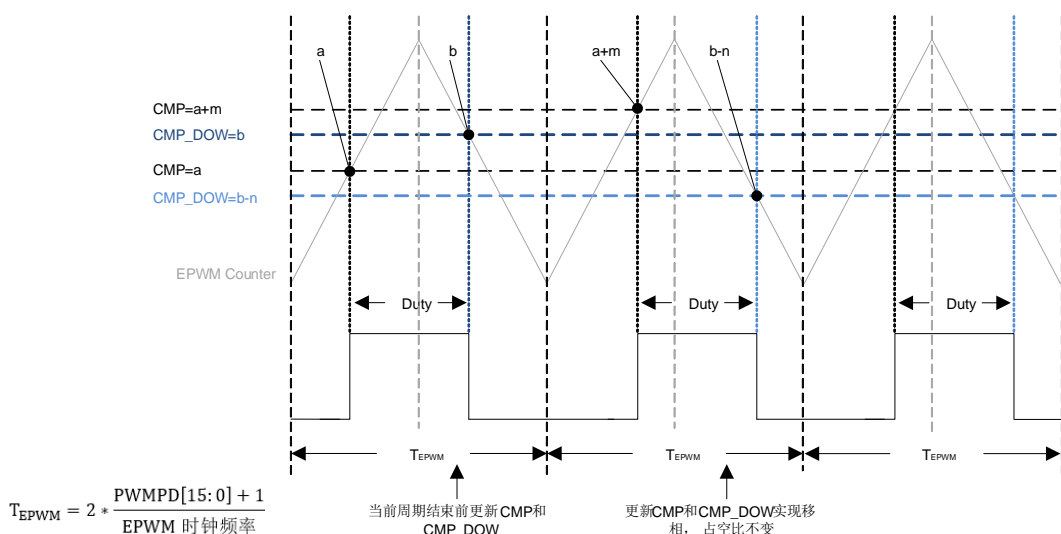 a
b
a+m
b-n
CMP=a+m
CMP_DOW=b
CMP=a
CMP_DOW=b-n
EPWM Counter
Duty
Duty
Duty
TEPWM
TEPWM
TEPWM
TEPWM = 2 * (PWMPD[15:0] + 1) / EPWM 时钟频率
当前周期结束前更新CMP和
CMP_DOW
更新CMP和CMP_DOW实现移
相，占空比不变